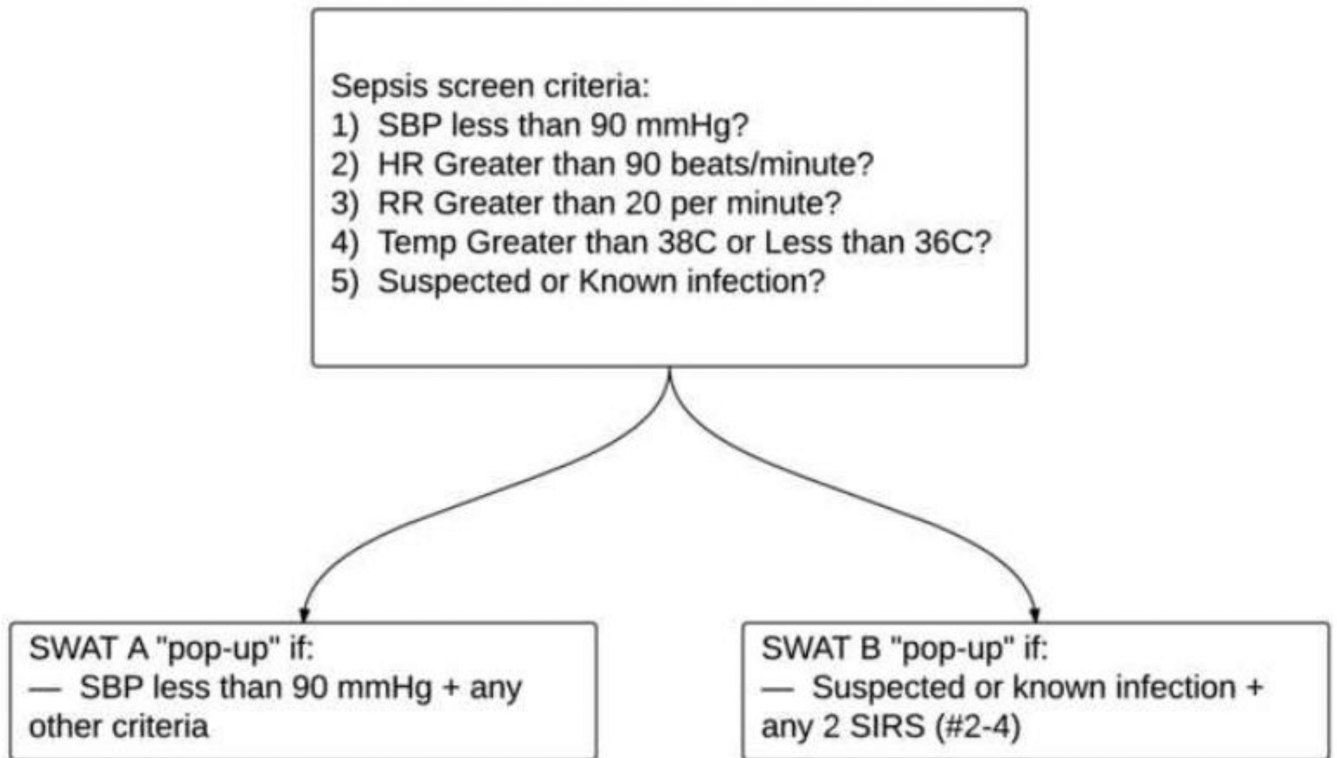 Sepsis screen criteria:
1) SBP less than 90 mmHg?
2) HR Greater than 90 beats/minute?
3) RR Greater than 20 per minute?
4) Temp Greater than 38C or Less than 36C?
5) Suspected or Known infection?
SWAT A "pop-up" if:
— SBP less than 90 mmHg + any
other criteria
SWAT B "pop-up" if:
— Suspected or known infection +
any 2 SIRS (#2-4)